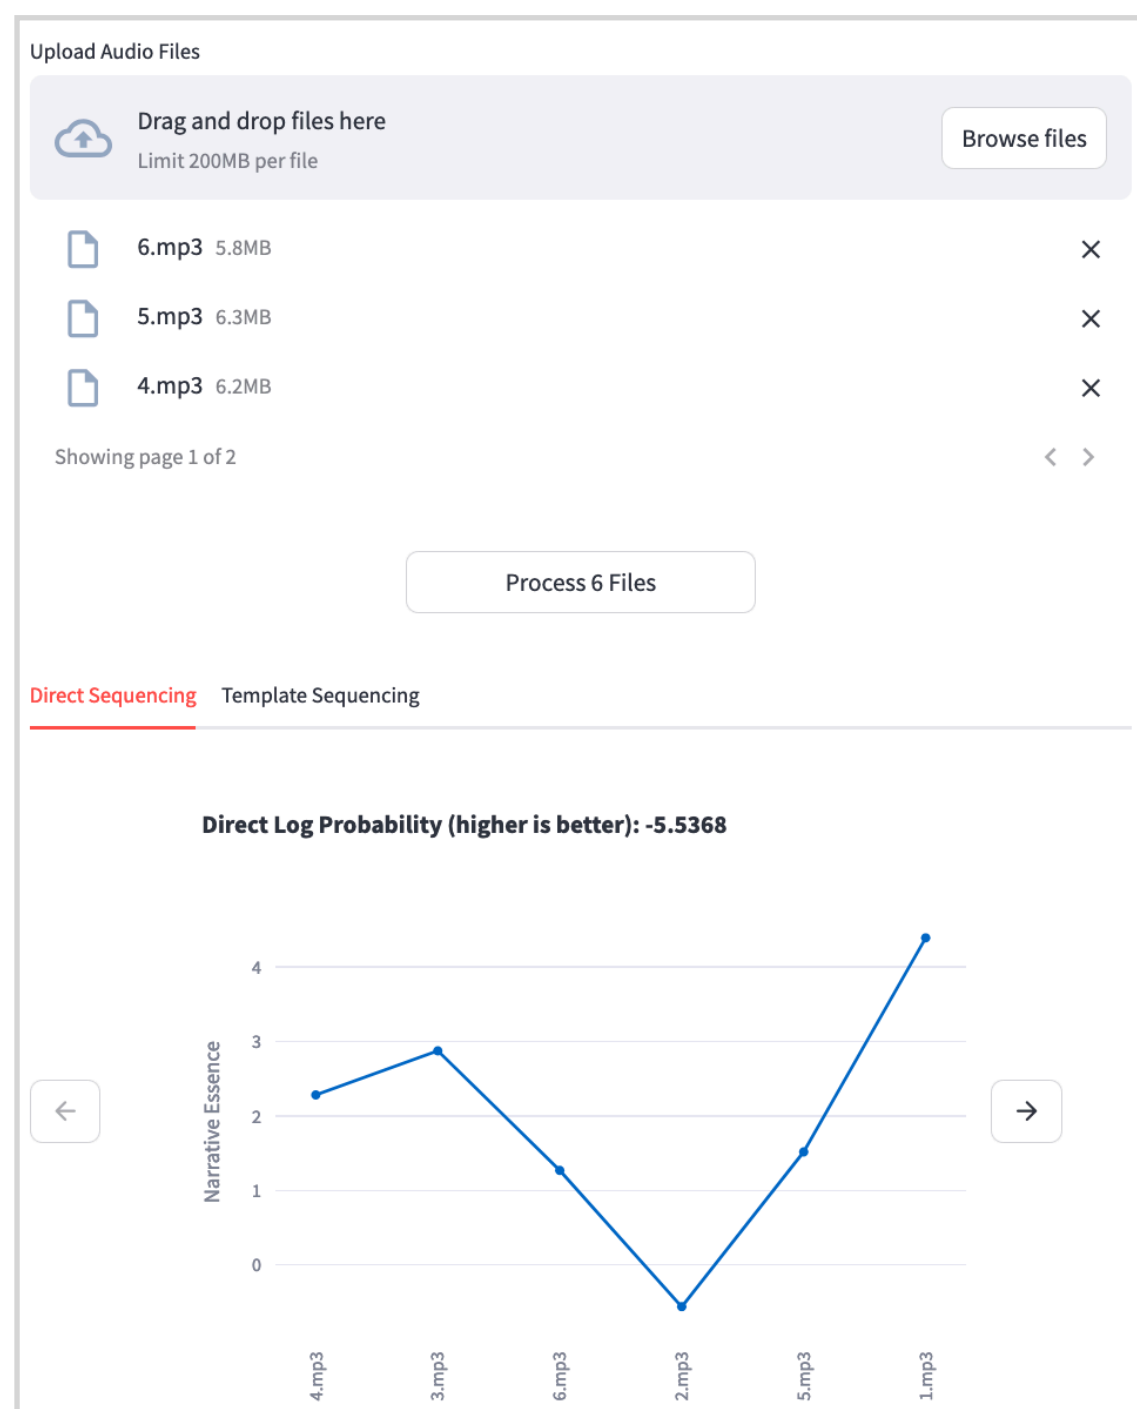 Upload Audio Files
Drag and drop files here
Limit 200MB per file
Browse files
6.mp3 5.8MB
5.mp3 6.3MB
4.mp3 6.2MB
Showing page 1 of 2
Process 6 Files
Direct Sequencing Template Sequencing
Direct Log Probability (higher is better): -5.5368
Narrative Essence
4
3
2
1
0
4.mp3 3.mp3 6.mp3 2.mp3 5.mp3 1.mp3